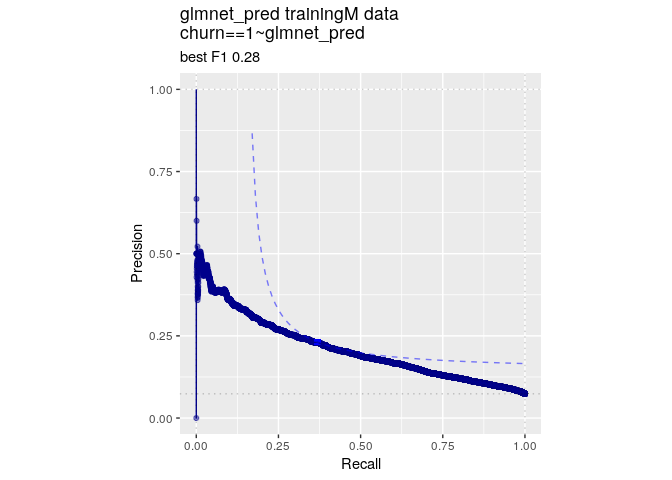 glmnet_pred trainingM data
churn==1~glmnet_pred
best F1 0.28
1.00
0.75
0.50
0.25
0.00
Precision
0.00 0.25 0.50 0.75 1.00
Recall